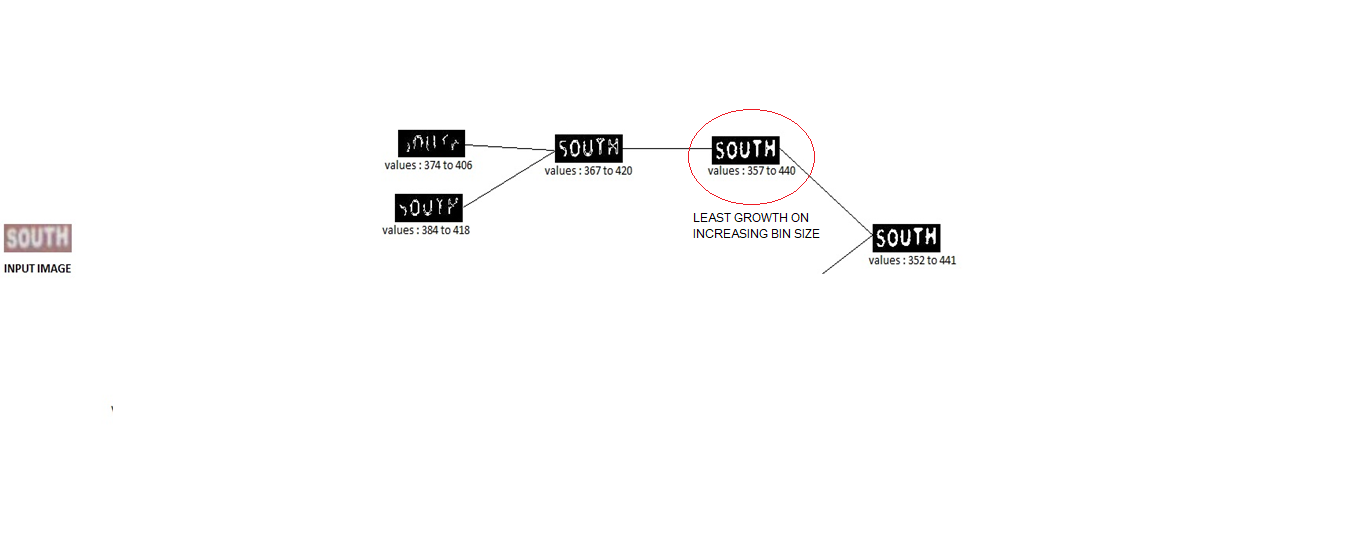 SOUTH
INPUT IMAGE
values : 374 to 406
SOUTH
values : 384 to 418
SOUTH
values : 367 to 420
SOUTH
values : 357 to 440
LEAST GROWTH ON
INCREASING BIN SIZE
SOUTH
values : 352 to 441